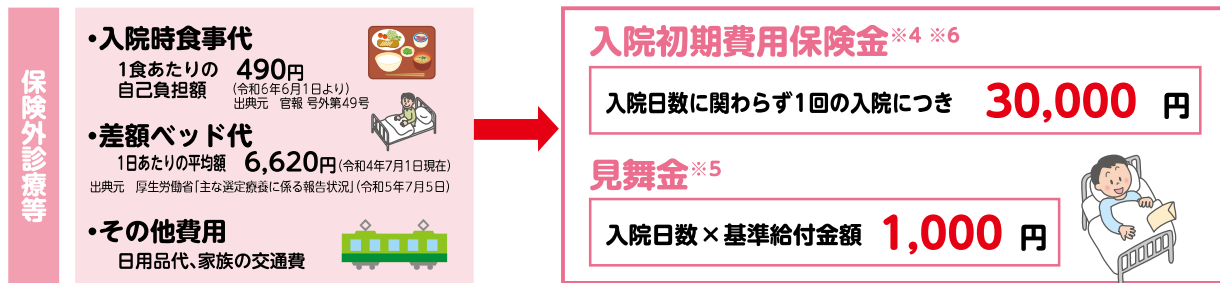 保険外診療等
・入院時食事代
1食あたりの
自己負担額
490円
(令和6年6月1日より)
出典元 官報 号外第49号
・差額ベッド代
1日あたりの平均額 6,620円(令和4年7月1日現在)
出典元 厚生労働省「主な選定療養に係る報告状況」(令和5年7月5日)
・その他費用
日用品代、家族の交通費
入院初期費用保険金※4 ※6
入院日数に関わらず1回の入院につき 30,000 円
見舞金※5
入院日数×基準給付金額 1,000 円